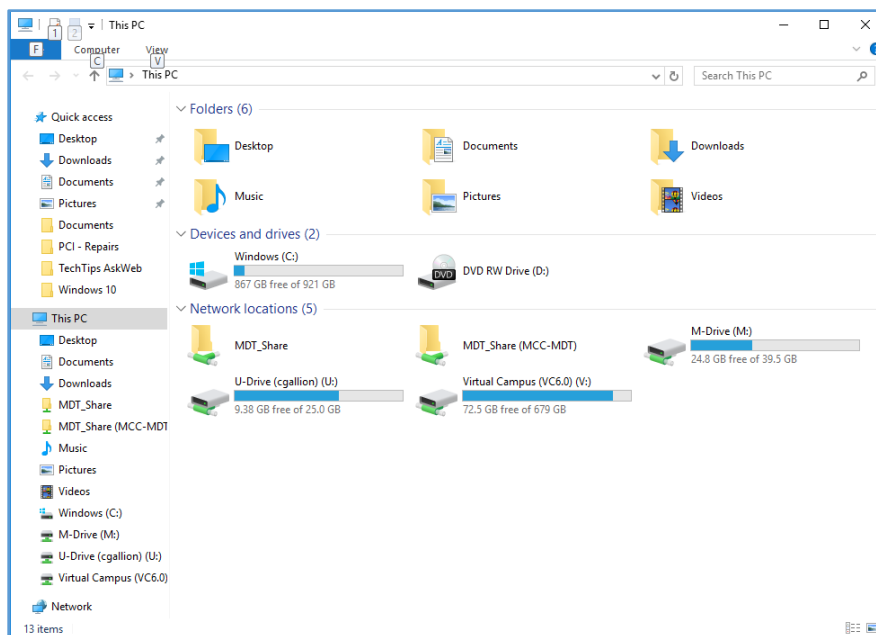 1 2 This PC
F Computer View
C V
This PC Search This PC
Quick access
Desktop
Downloads
Documents
Pictures
Documents
PCI - Repairs
TechTips AskWeb
Windows 10
This PC
Desktop
Documents
Downloads
MDT_Share
MDT_Share (MCC-MDT
Music
Pictures
Videos
Windows (C:)
M-Drive (M:)
U-Drive (cgallion) (U:)
Virtual Campus (VC6.0)
Network
13 items
Folders (6)
Desktop Documents Downloads
Music Pictures Videos
Devices and drives (2)
Windows (C:)
867 GB free of 921 GB
DVD
DVD RW Drive (D:)
Network locations (5)
MDT_Share
MDT_Share (MCC-MDT)
M-Drive (M:)
24.8 GB free of 39.5 GB
U-Drive (cgallion) (U:)
9.38 GB free of 25.0 GB
Virtual Campus (VC6.0) (V:)
72.5 GB free of 679 GB